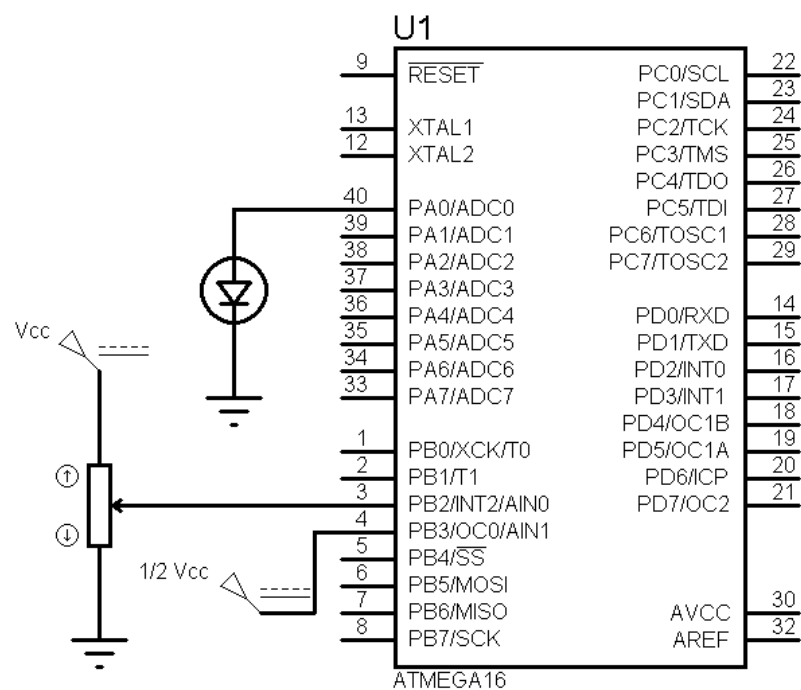 U1
9 RESET
13 XTAL1
12 XTAL2
40 PA0/ADC0
39 PA1/ADC1
38 PA2/ADC2
37 PA3/ADC3
36 PA4/ADC4
35 PA5/ADC5
34 PA6/ADC6
33 PA7/ADC7
1 PB0/XCK/T0
2 PB1/T1
3 PB2/INT2/AIN0
4 PB3/OC0/AIN1
5 PB4/SS
6 PB5/MOSI
7 PB6/MISO
8 PB7/SCK
PC0/SCL 22
PC1/SDA 23
PC2/TCK 24
PC3/TMS 25
PC4/TDO 26
PC5/TDI 27
PC6/TOSC1 28
PC7/TOSC2 29
PD0/RXD 14
PD1/TXD 15
PD2/INT0 16
PD3/INT1 17
PD4/OC1B 18
PD5/OC1A 19
PD6/ICP 20
PD7/OC2 21
AVCC 30
AREF 32
ATMEGA16
Vcc
1/2 Vcc